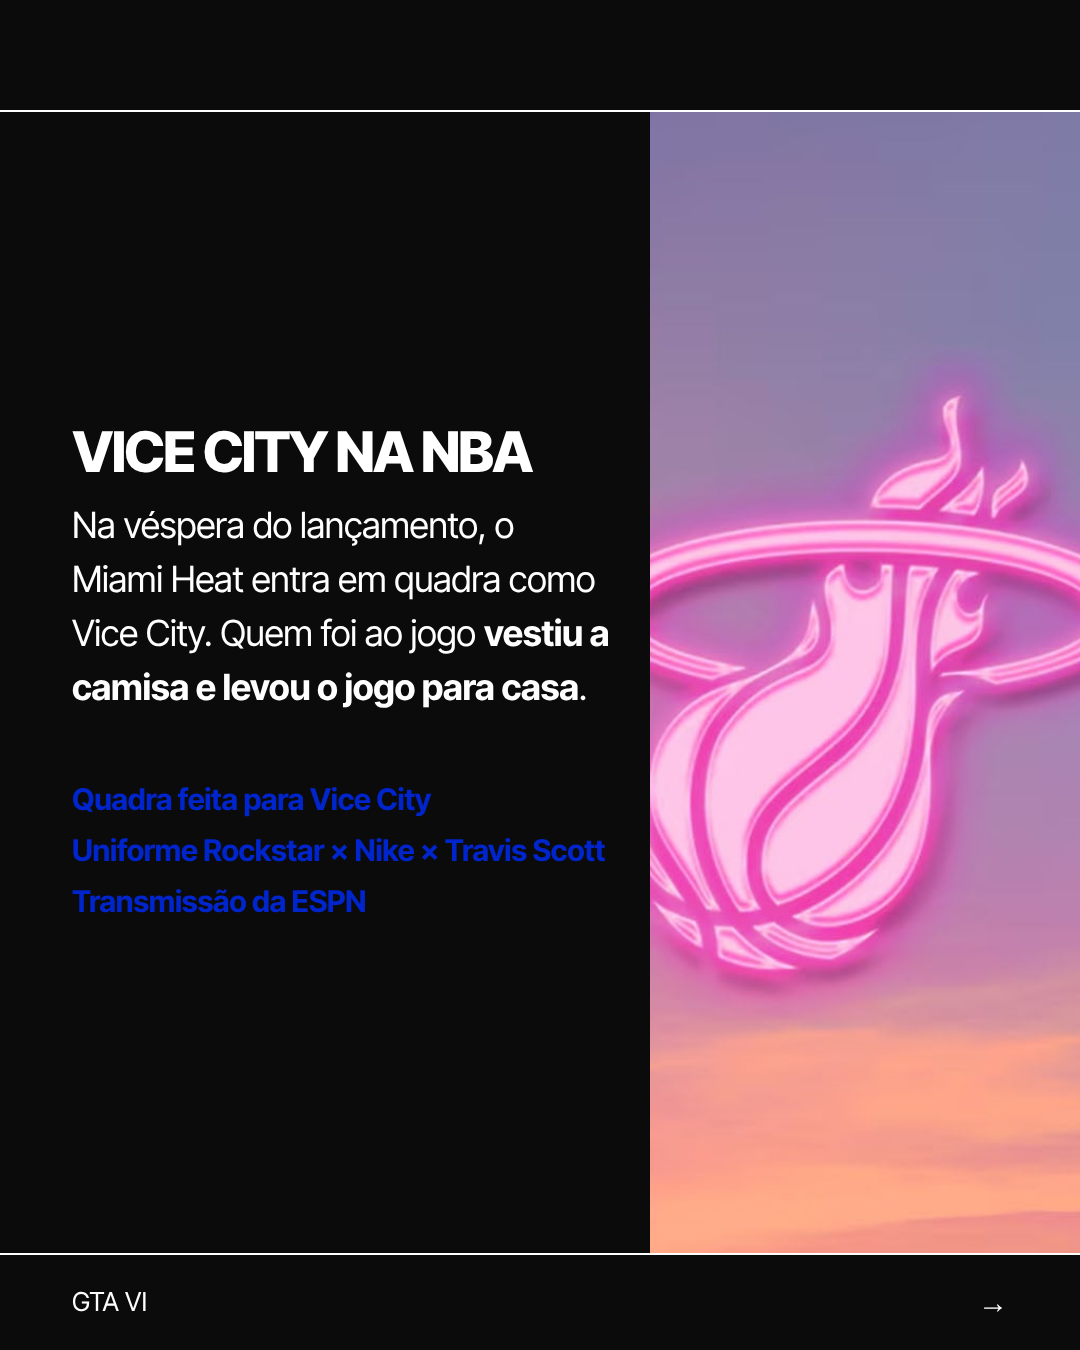 VICE CITY NA NBA
Na véspera do lançamento, o
Miami Heat entra em quadra como
Vice City. Quem foi ao jogo vestiu a
camisa e levou o jogo para casa.
Quadra feita para Vice City
Uniforme Rockstar × Nike × Travis Scott
Transmissão da ESPN
GTA VI →